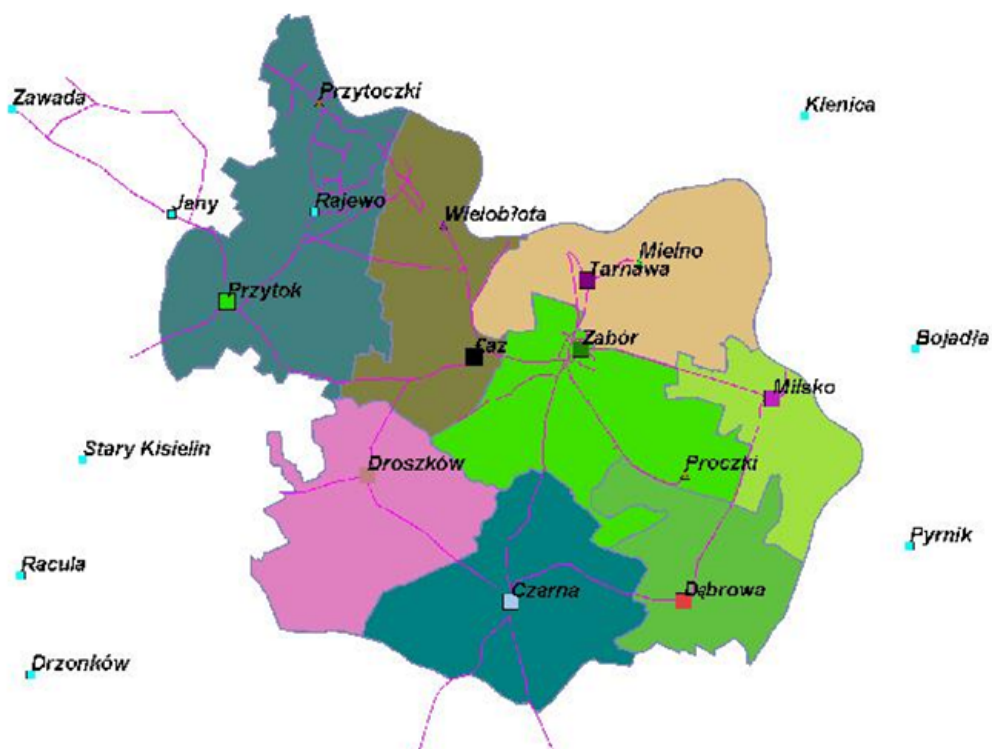 Przytoczki
Zawada
Klenica
Jany
Rajewo
Wielobłota
Mielno
Tarnawa
Przytok
Zabór
Łaz
Bojadła
Milsko
Stary Kisielin
Droszków
Proczki
Pyrnik
Racula
Czarna
Dąbrowa
Drzonków